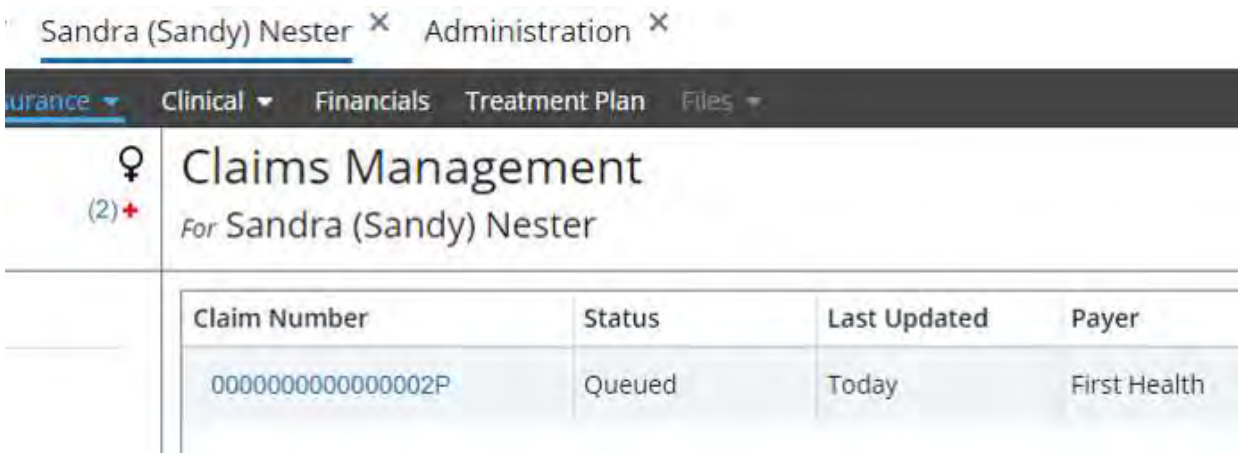 Sandra (Sandy) Nester × Administration ×
urance Clinical Financials Treatment Plan Files
Claims Management
(2)+
For Sandra (Sandy) Nester
Claim Number Status Last Updated Payer
0000000000000002P Queued Today First Health